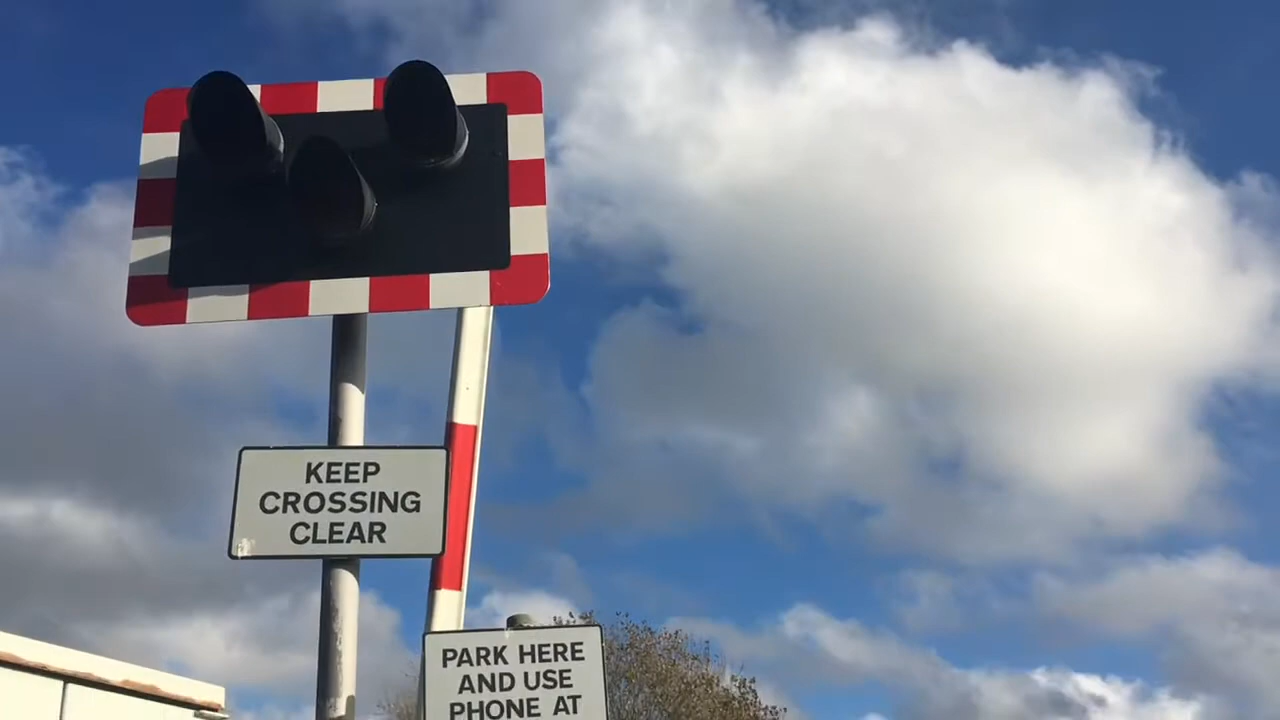 KEEP
CROSSING
CLEAR
PARK HERE
AND USE
PHONE AT